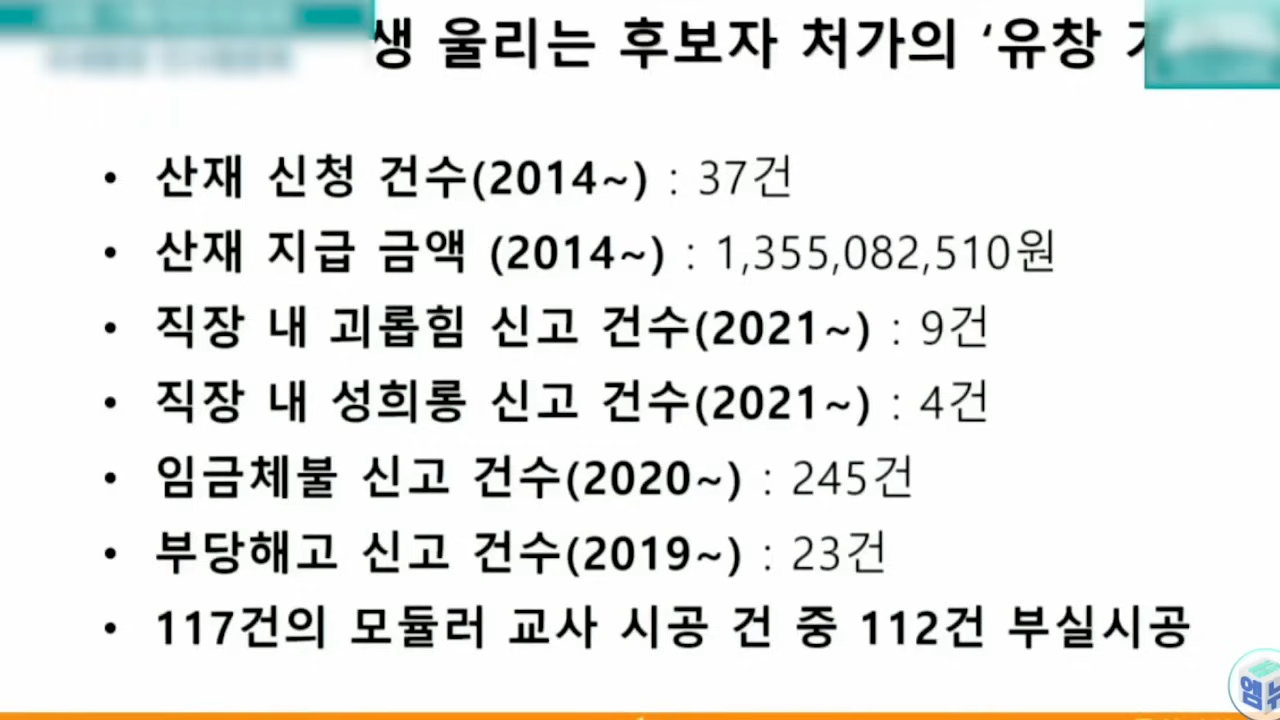 생 울리는 후보자 처가의 ‘유창
• 산재 신청 건수(2014~) : 37건
• 산재 지급 금액 (2014~) : 1,355,082,510원
• 직장 내 괴롭힘 신고 건수(2021~) : 9건
• 직장 내 성희롱 신고 건수(2021~) : 4건
• 임금체불 신고 건수(2020~) : 245건
• 부당해고 신고 건수(2019~) : 23건
• 117건의 모듈러 교사 시공 건 중 112건 부실시공
엠